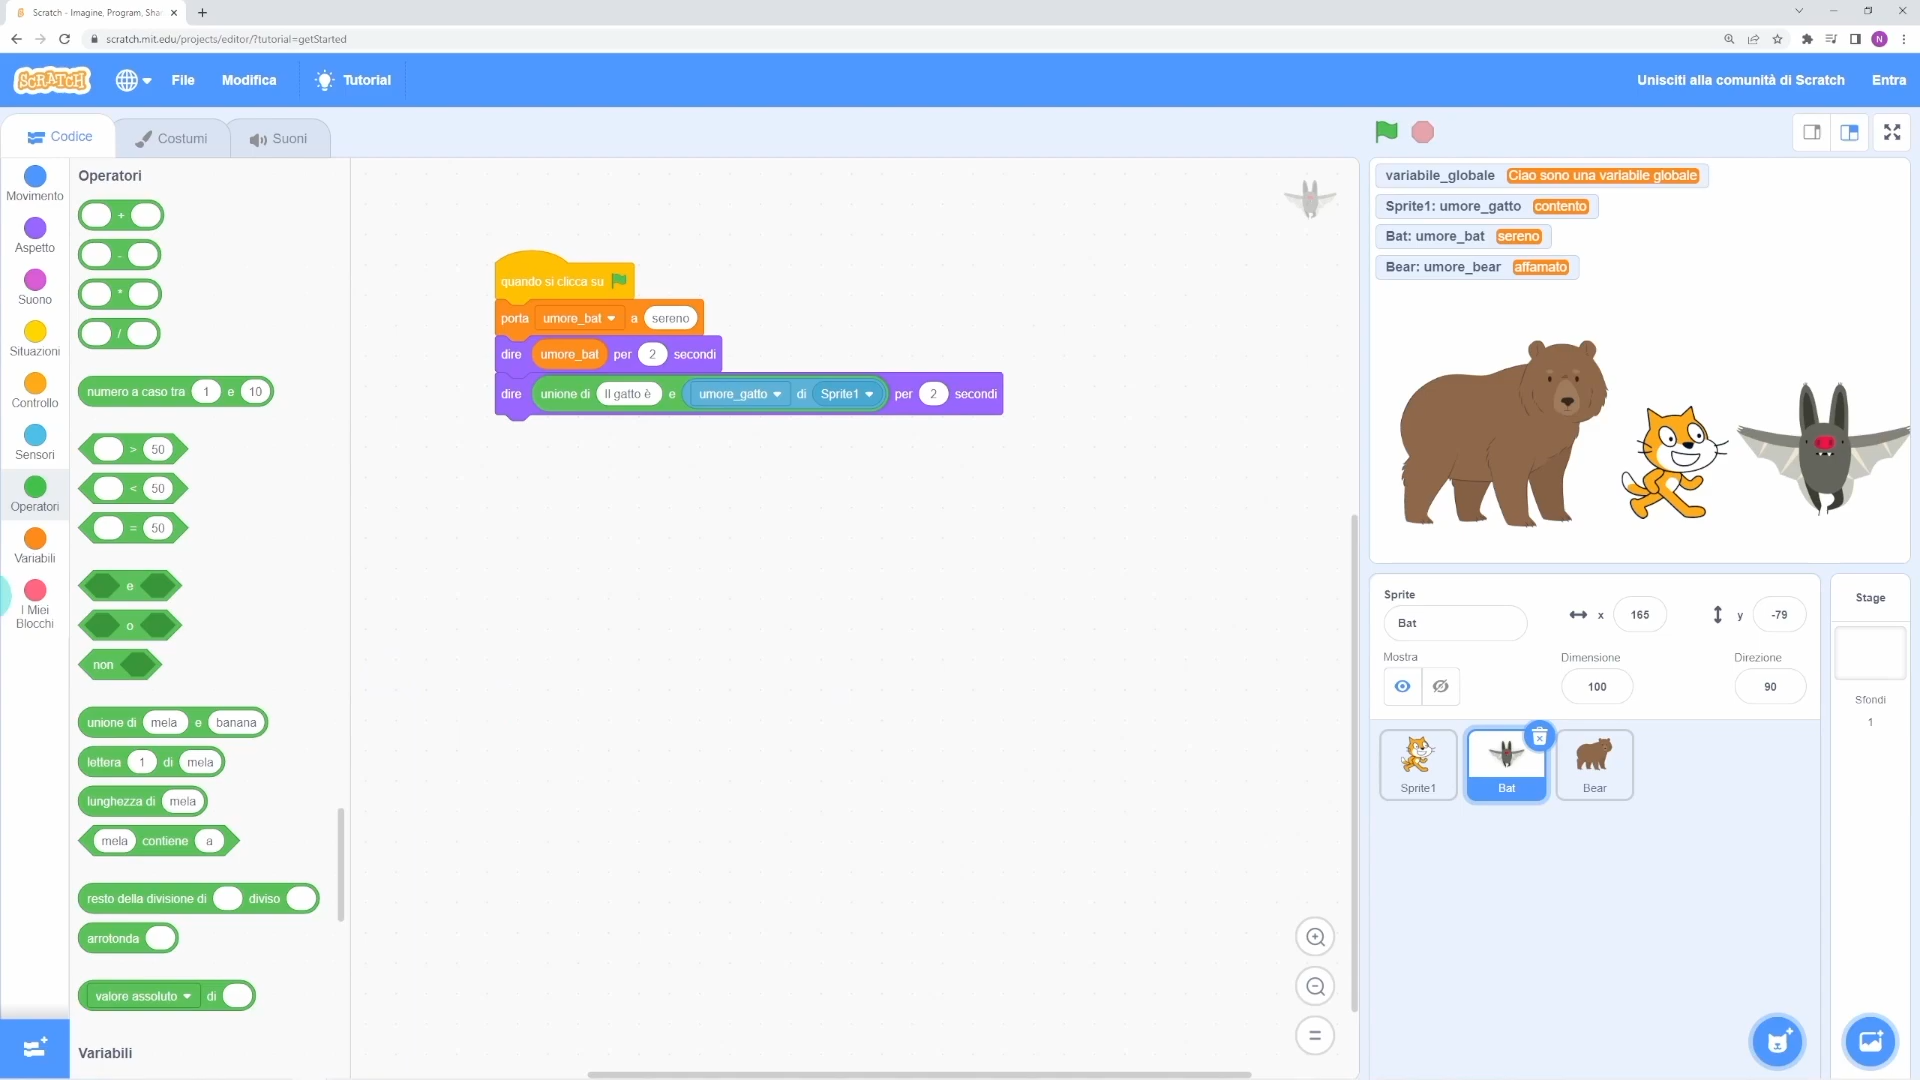 Scratch - Imagine, Program, Sha
scratch.mit.edu/projects/editor/?tutorial=getStarted
N
SCRATCH
File
Modifica
Tutorial
Unisciti alla comunità di Scratch
Entra
Codice
Costumi
Suoni
Movimento
Aspetto
Suono
Situazioni
Controllo
Sensori
Operatori
Variabili
I Miei
Blocchi
Operatori
+
-
*
/
numero a caso tra 1 e 10
> 50
< 50
= 50
e
o
non
unione di mela e banana
lettera 1 di mela
lunghezza di mela
mela contiene a
resto della divisione di diviso
arrotonda
valore assoluto di
Variabili
quando si clicca su
porta umore_bat a sereno
dire umore_bat per 2 secondi
dire unione di Il gatto è e umore_gatto di Sprite1 per 2 secondi
variabile_globale Ciao sono una variabile globale
Sprite1: umore_gatto contento
Bat: umore_bat sereno
Bear: umore_bear affamato
Sprite
Bat
x 165
y -79
Mostra
Dimensione
100
Direzione
90
Sprite1
Bat
Bear
Stage
Sfondi
1